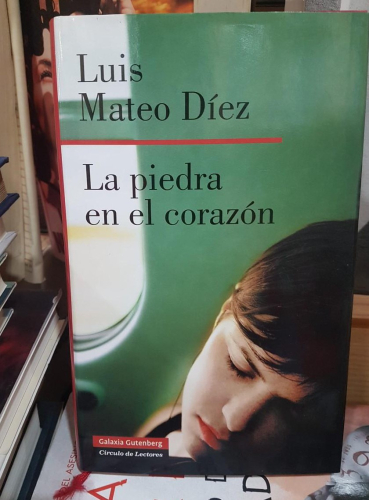 Luis
Mateo Díez
La piedra
en el corazón
Galaxia Gutenberg
Círculo de Lectores